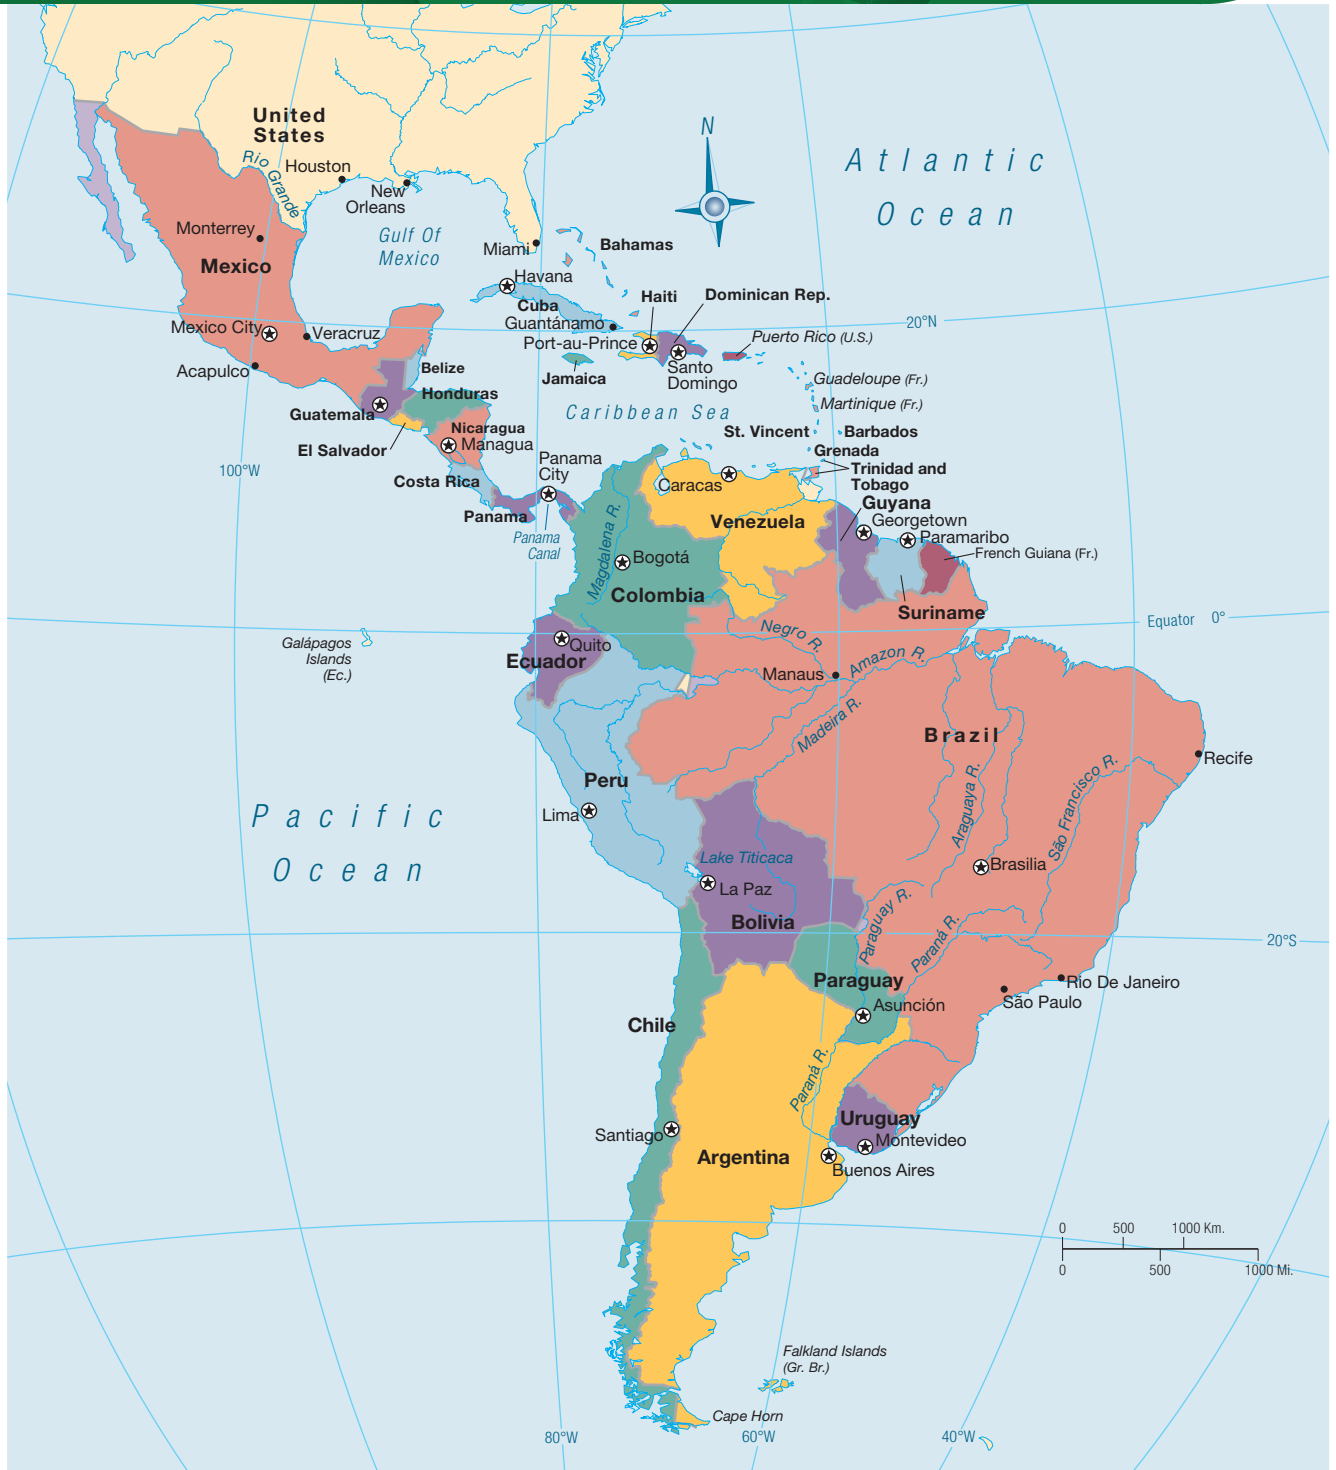 United
States
Rio Grande
Houston
New
Orleans
N
Atlantic
Ocean
Monterrey
Gulf Of
Mexico
Miami
Bahamas
Mexico
Havana
Cuba
Haiti
Dominican Rep.
Guantánamo
20°N
Mexico City
Veracruz
Port-au-Prince
Puerto Rico (U.S.)
Acapulco
Belize
Jamaica
Santo
Domingo
Guadeloupe (Fr.)
Honduras
Martinique (Fr.)
Guatemala
Caribbean Sea
Nicaragua
Managua
St. Vincent
Barbados
El Salvador
Grenada
100°W
Panama
City
Trinidad and
Tobago
Costa Rica
Caracas
Guyana
Panama
Venezuela
Georgetown
Panama
Canal
Magdalena R.
Paramaribo
Bogotá
French Guiana (Fr.)
Colombia
Suriname
Equator 0°
Galápagos
Islands
(Ec.)
Quito
Ecuador
Negro R.
Amazon R.
Manaus
Madeira R.
Brazil
Recife
Peru
Araguaya R.
São Francisco R.
Pacific
Ocean
Lima
Lake Titicaca
Brasilia
La Paz
Bolivia
Paraguay R.
Paraná R.
20°S
Paraguay
Rio De Janeiro
São Paulo
Asunción
Chile
Paraná R.
Uruguay
Santiago
Montevideo
Argentina
Buenos Aires
0 500 1000 Km.
0 500 1000 Mi.
Falkland Islands
(Gr. Br.)
Cape Horn
80°W
60°W
40°W